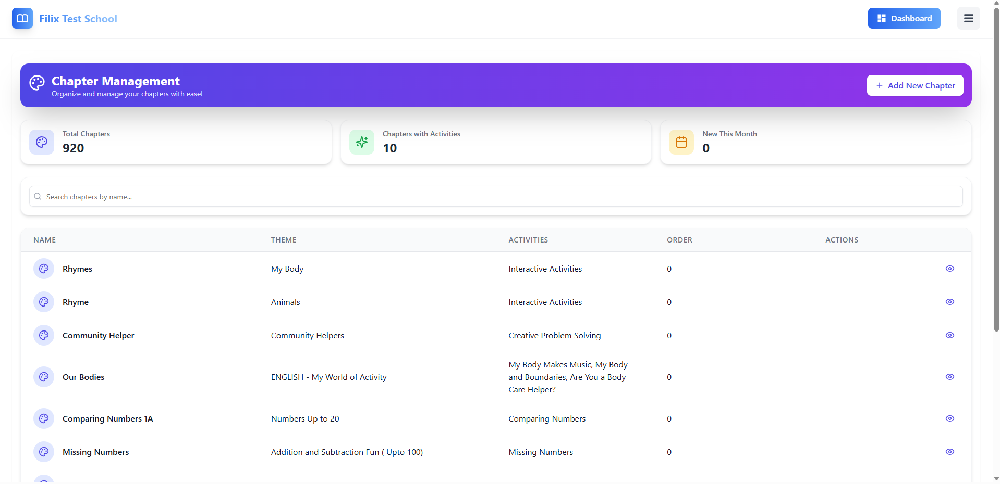 Filix Test School
Dashboard
Chapter Management
Organize and manage your chapters with ease!
Add New Chapter
Total Chapters
920
Chapters with Activities
10
New This Month
0
Search chapters by name...
NAME THEME ACTIVITIES ORDER ACTIONS
Rhymes My Body Interactive Activities 0
Rhyme Animals Interactive Activities 0
Community Helper Community Helpers Creative Problem Solving 0
Our Bodies ENGLISH - My World of Activity My Body Makes Music, My Body
and Boundaries, Are You a Body
Care Helper? 0
Comparing Numbers 1A Numbers Up to 20 Comparing Numbers 0
Missing Numbers Addition and Subtraction Fun ( Upto 100) Missing Numbers 0